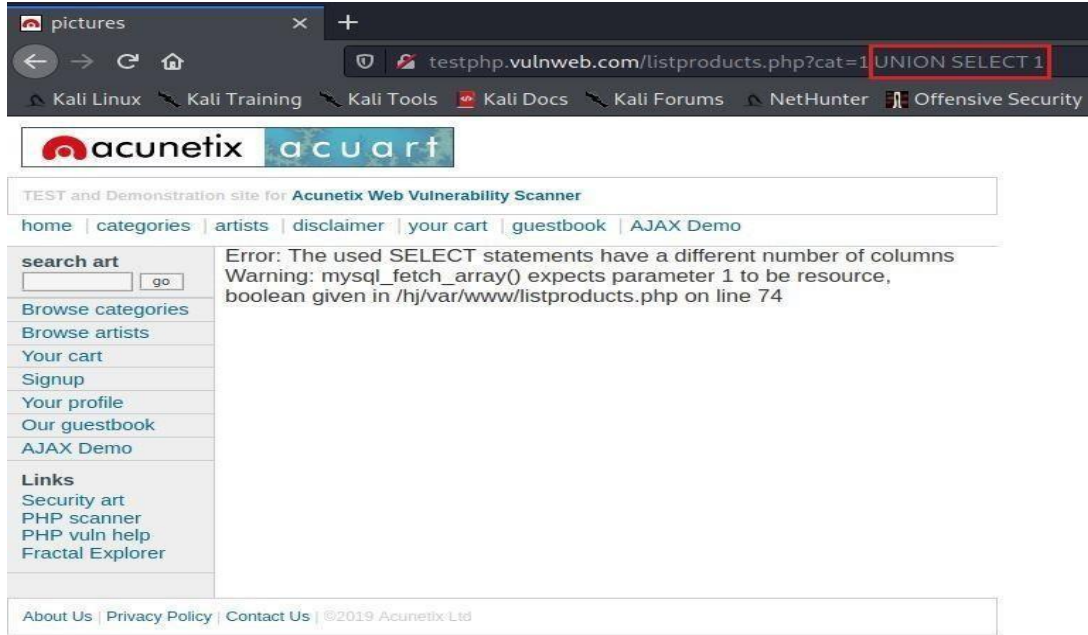 pictures
testphp.vulnweb.com/listproducts.php?cat=1 UNION SELECT 1
Kali Linux Kali Training Kali Tools Kali Docs Kali Forums NetHunter Offensive Security
acunetix acuart
TEST and Demonstration site for Acunetix Web Vulnerability Scanner
home | categories | artists | disclaimer | your cart | guestbook | AJAX Demo
search art
go
Browse categories
Browse artists
Your cart
Signup
Your profile
Our guestbook
AJAX Demo
Links
Security art
PHP scanner
PHP vuln help
Fractal Explorer
Error: The used SELECT statements have a different number of columns
Warning: mysql_fetch_array() expects parameter 1 to be resource,
boolean given in /hj/var/www/listproducts.php on line 74
About Us | Privacy Policy | Contact Us | ©2019 Acunetix Ltd